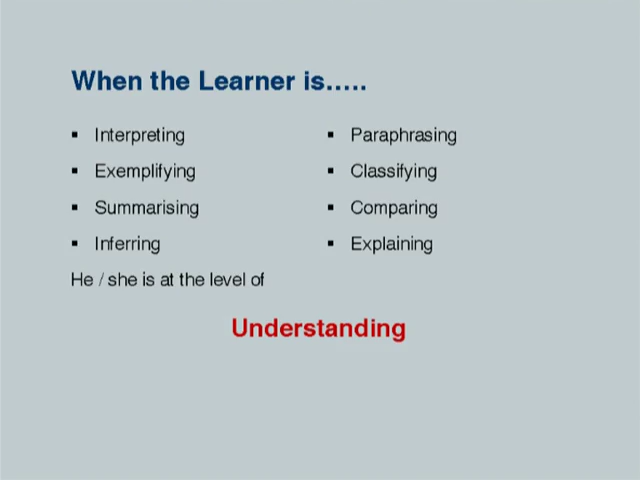 When the Learner is.....
▪ Interpreting
▪ Exemplifying
▪ Summarising
▪ Inferring
▪ Paraphrasing
▪ Classifying
▪ Comparing
▪ Explaining
He / she is at the level of
Understanding